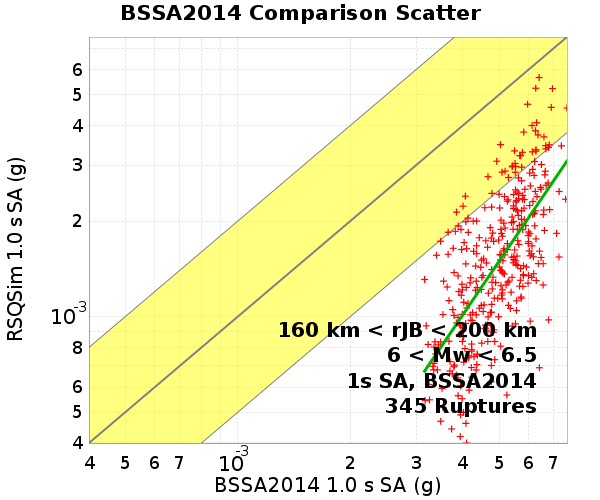 BSSA2014 Comparison Scatter
RSQSim 1.0 s SA (g)
6
5
4
3
2
10-3
8
6
5
4
160 km < rJB < 200 km
6 < Mw < 6.5
1s SA, BSSA2014
345 Ruptures
4 5 6 7 10-3 2 3 4 5 6 7
BSSA2014 1.0 s SA (g)